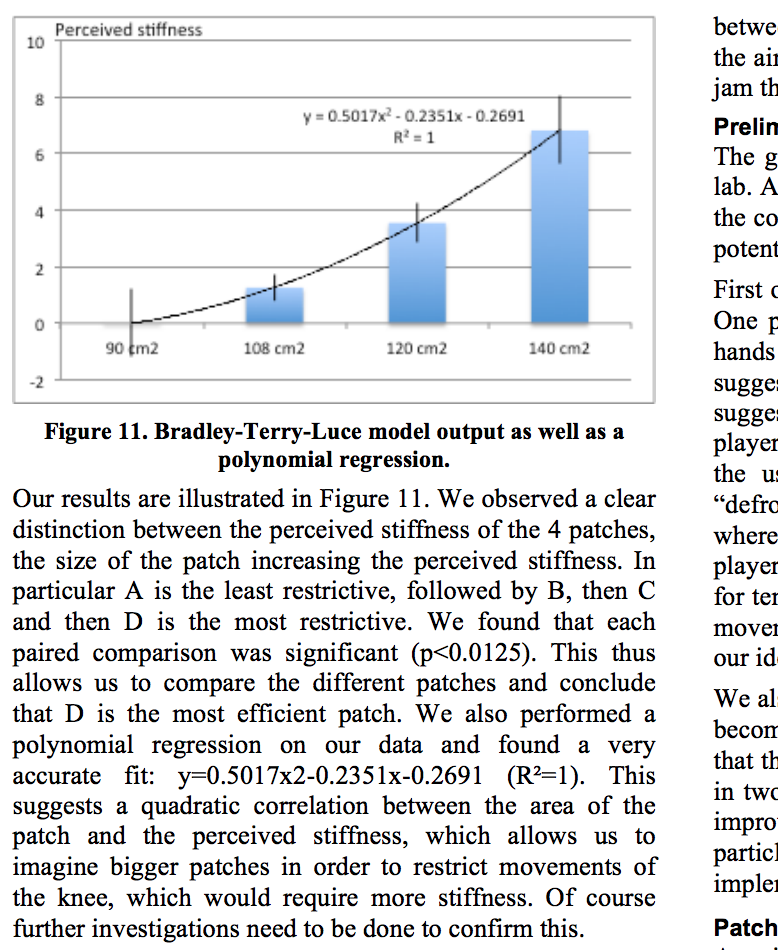 Perceived stiffness
10
8
y = 0.5017x² - 0.2351x - 0.2691
R² = 1
6
4
2
0
90 cm2 108 cm2 120 cm2 140 cm2
-2
Figure 11. Bradley-Terry-Luce model output as well as a
polynomial regression.
Our results are illustrated in Figure 11. We observed a clear
distinction between the perceived stiffness of the 4 patches,
the size of the patch increasing the perceived stiffness. In
particular A is the least restrictive, followed by B, then C
and then D is the most restrictive. We found that each
paired comparison was significant (p<0.0125). This thus
allows us to compare the different patches and conclude
that D is the most efficient patch. We also performed a
polynomial regression on our data and found a very
accurate fit: y=0.5017x2-0.2351x-0.2691 (R²=1). This
suggests a quadratic correlation between the area of the
patch and the perceived stiffness, which allows us to
imagine bigger patches in order to restrict movements of
the knee, which would require more stiffness. Of course
further investigations need to be done to confirm this.
betwe
the air
jam th
Prelim
The g
lab. A
the co
potent
First o
One p
hands
sugges
sugges
player
the us
“defro
where
player
for ter
mover
our id
We al
becom
that th
in two
impro
particl
impler
Patch